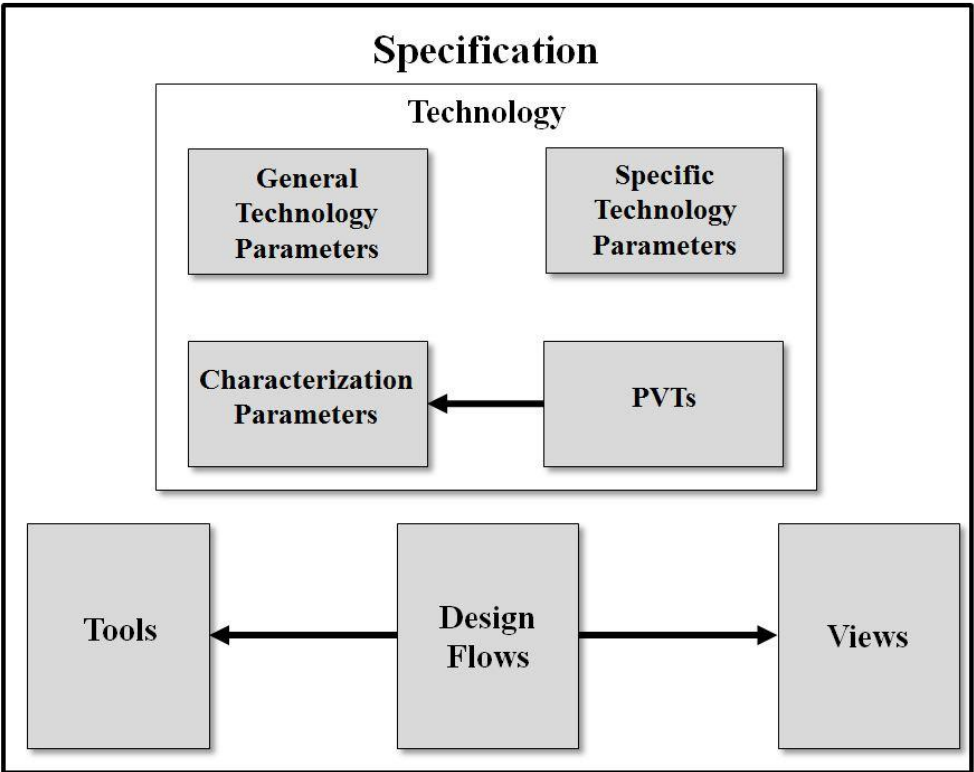 Specification
Technology
General
Technology
Parameters
Specific
Technology
Parameters
Characterization
Parameters
PVTs
Tools
Design
Flows
Views